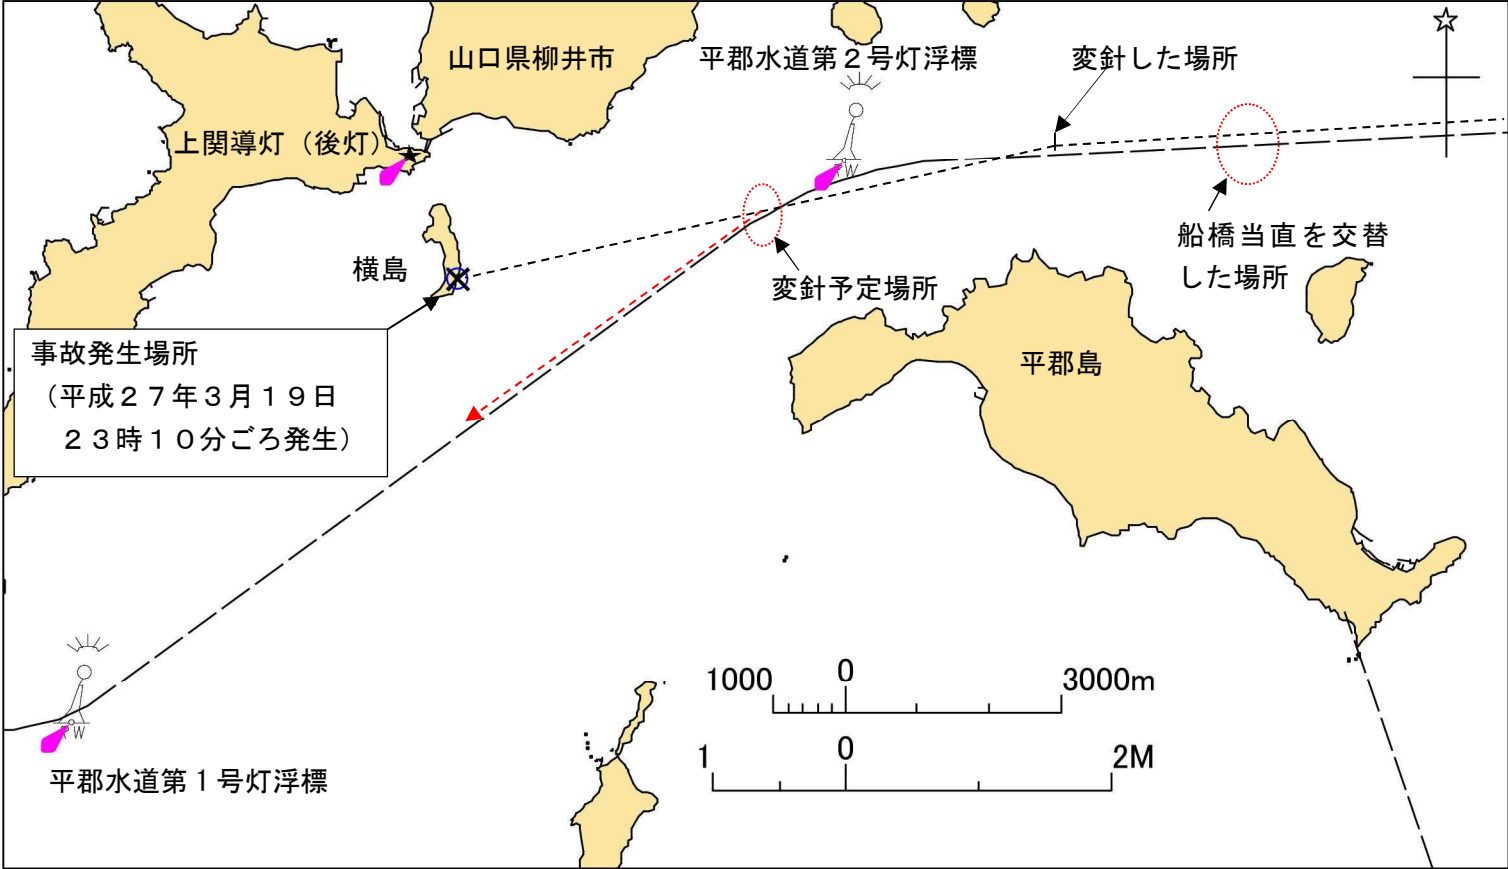 山口県柳井市
平郡水道第２号灯浮標
変針した場所
上関導灯（後灯）
RW
船橋当直を交替
した場所
横島
変針予定場所
事故発生場所
（平成２７年３月１９日
２３時１０分ごろ発生）
平郡島
1000 0 3000m
RW
1 0 2M
平郡水道第１号灯浮標